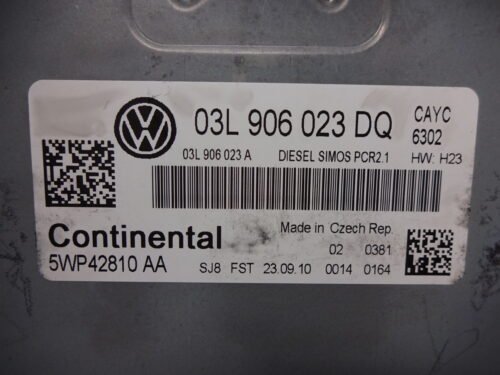 03L 906 023 DQ CAYC
6302
03L 906 023 A DIESEL SIMOS PCR2.1 HW: H23
Continental Made in Czech Rep.
02 0381
5WP42810 AA SJ8 FST 23.09.10 0014 0164